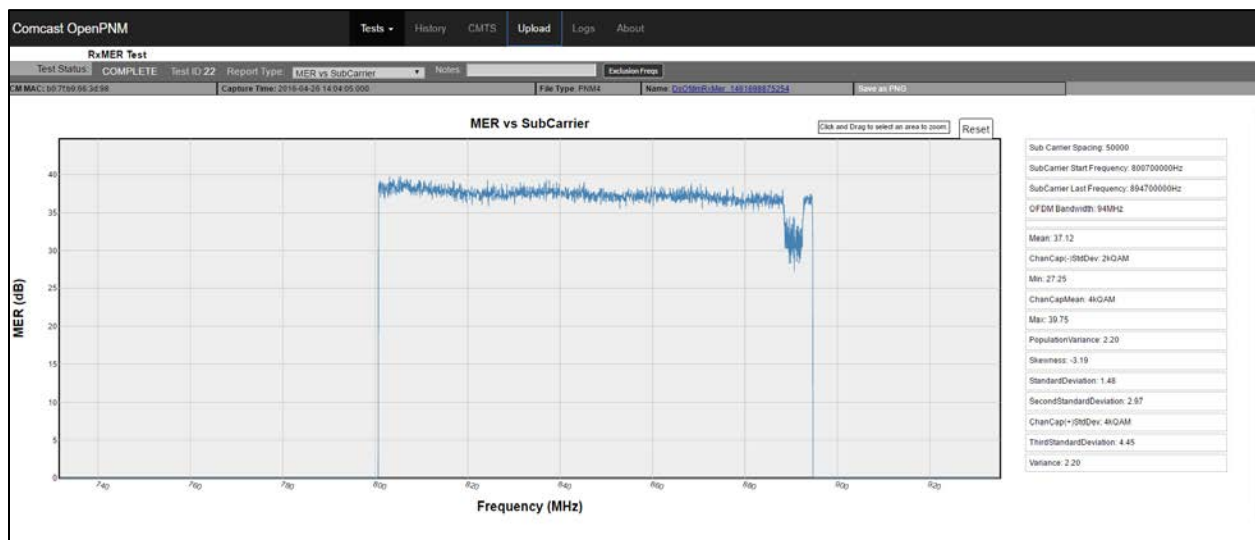 Comcast OpenPNM Tests History CMTS Upload Logs About
RxMER Test
Test Status: COMPLETE Test ID:22 Report Type: MER vs SubCarrier Notes: Exclusion Freqs
Capture Time: 2016-04-26 14:04:05.000 File Type: PNM4 Name: Save as PNG
MER vs SubCarrier
Click and Drag to select an area to zoom. Reset
MER (dB)
40
35
30
25
20
15
10
5
0
740 760 780 800 820 840 860 880 900 920
Frequency (MHz)
Sub Carrier Spacing: 50000
SubCarrier Start Frequency: 800700000Hz
SubCarrier Last Frequency: 894700000Hz
OFDM Bandwidth: 94MHz
Mean: 37.12
ChanCap(-)StdDev: 2kQAM
Min: 27.25
ChanCapMean: 4kQAM
Max: 39.75
PopulationVariance: 2.20
Skewness: -3.19
StandardDeviation: 1.48
SecondStandardDeviation: 2.97
ChanCap(+)StdDev: 4kQAM
ThirdStandardDeviation: 4.45
Variance: 2.20